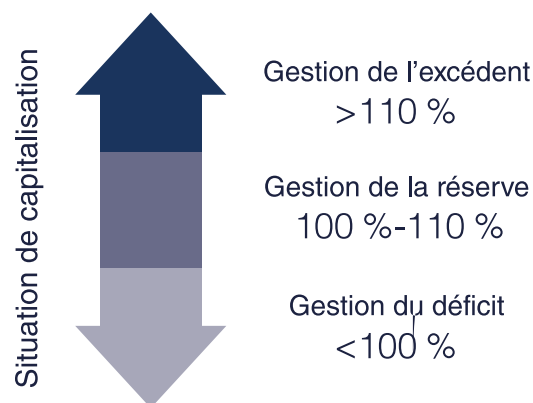 Situation de capitalisation
Gestion de l’excédent
>110 %
Gestion de la réserve
100 %-110 %
Gestion du déficit
<100 %